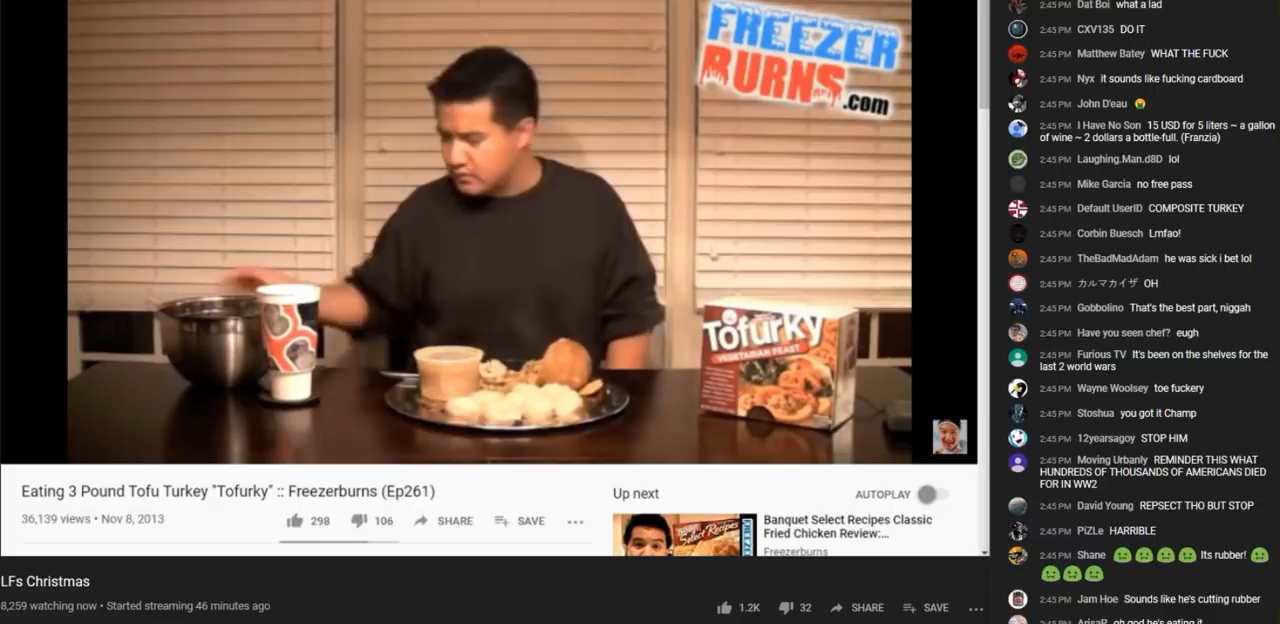 FREEZER
BURNS
.com
Tofurky
VEGETARIAN FEAST
Eating 3 Pound Tofu Turkey "Tofurky" :: Freezerburns (Ep261)
36,139 views • Nov 8, 2013
298
106
SHARE
SAVE
Up next
AUTOPLAY
Banquet Select Recipes Classic
Fried Chicken Review:...
Freezerburns
LFs Christmas
8,259 watching now • Started streaming 46 minutes ago
1.2K
32
SHARE
SAVE
2:45 PM Dat Boi what a lad
2:45 PM CXV135 DO IT
2:45 PM Matthew Batey WHAT THE FUCK
2:45 PM Nyx it sounds like fucking cardboard
2:45 PM John D'eau 🤮
2:45 PM I Have No Son 15 USD for 5 liters ~ a gallon
of wine ~ 2 dollars a bottle-full. (Franzia)
2:45 PM Laughing.Man.d8D lol
2:45 PM Mike Garcia no free pass
2:45 PM Default UserID COMPOSITE TURKEY
2:45 PM Corbin Buesch Lmfao!
2:45 PM TheBadMadAdam he was sick i bet lol
2:45 PM カルマカイザ OH
2:45 PM Gobbolino That's the best part, niggah
2:45 PM Have you seen chef? eugh
2:45 PM Furious TV It's been on the shelves for the
last 2 world wars
2:45 PM Wayne Woolsey toe fuckery
2:45 PM Stoshua you got it Champ
2:45 PM 12yearsagoy STOP HIM
2:45 PM Moving Urbanly REMINDER THIS WHAT
HUNDREDS OF THOUSANDS OF AMERICANS DIED
FOR IN WW2
2:45 PM David Young REPSECT THO BUT STOP
2:45 PM PiZLe HARRIBLE
2:45 PM Shane 🤢🤢🤢🤢 Its rubber! 🤢
🤢🤢🤢
2:45 PM Jam Hoe Sounds like he's cutting rubber
2:45 PM ArisaR oh god he's eating it